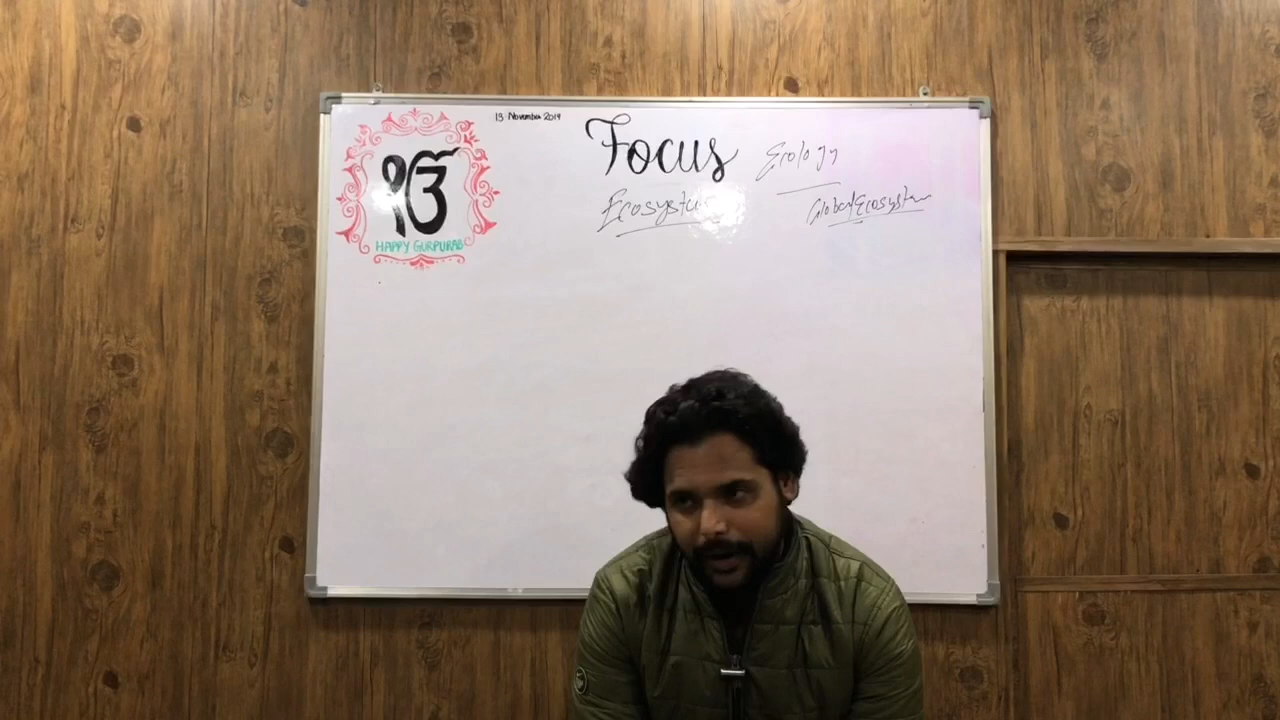 13 November 2019
ੴ
HAPPY GURPURAB
Focus
Ecology
Ecosystem
Global Ecosystem